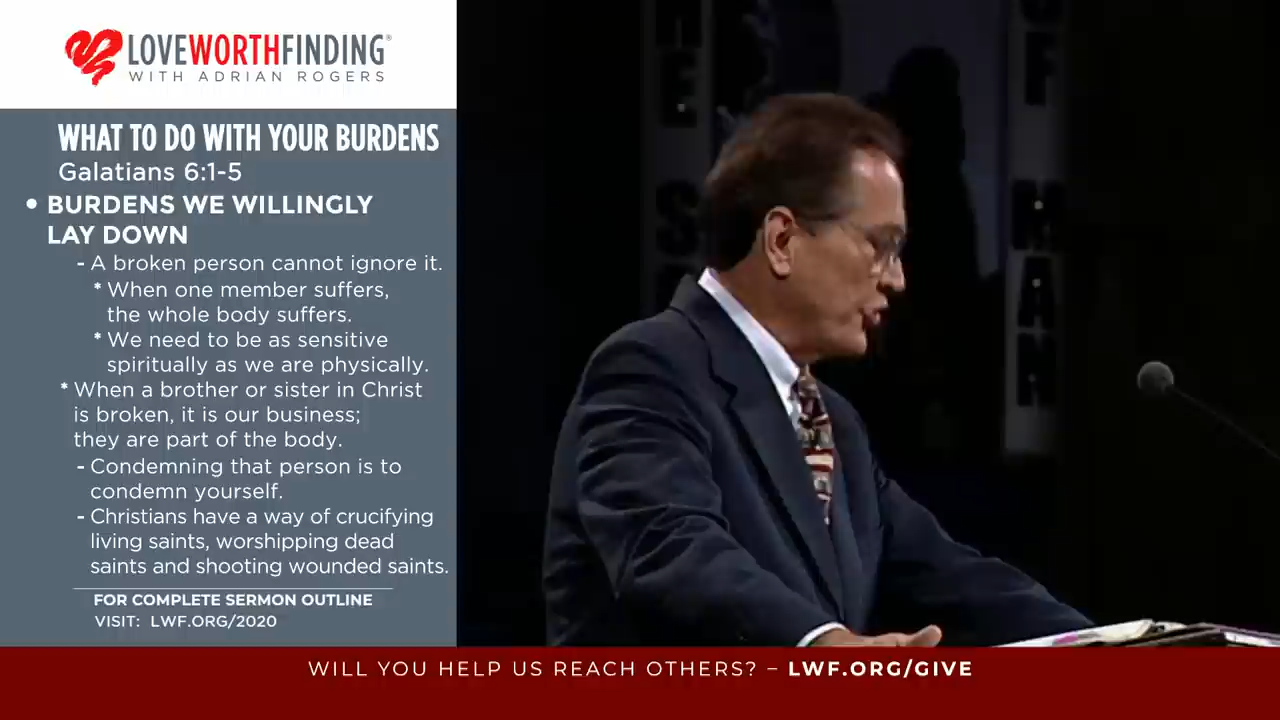 LOVEWORTHFINDING®
WITH ADRIAN ROGERS
WHAT TO DO WITH YOUR BURDENS
Galatians 6:1-5
• BURDENS WE WILLINGLY
LAY DOWN
- A broken person cannot ignore it.
* When one member suffers,
the whole body suffers.
* We need to be as sensitive
spiritually as we are physically.
* When a brother or sister in Christ
is broken, it is our business;
they are part of the body.
- Condemning that person is to
condemn yourself.
- Christians have a way of crucifying
living saints, worshipping dead
saints and shooting wounded saints.
FOR COMPLETE SERMON OUTLINE
VISIT: LWF.ORG/2020
WILL YOU HELP US REACH OTHERS? – LWF.ORG/GIVE